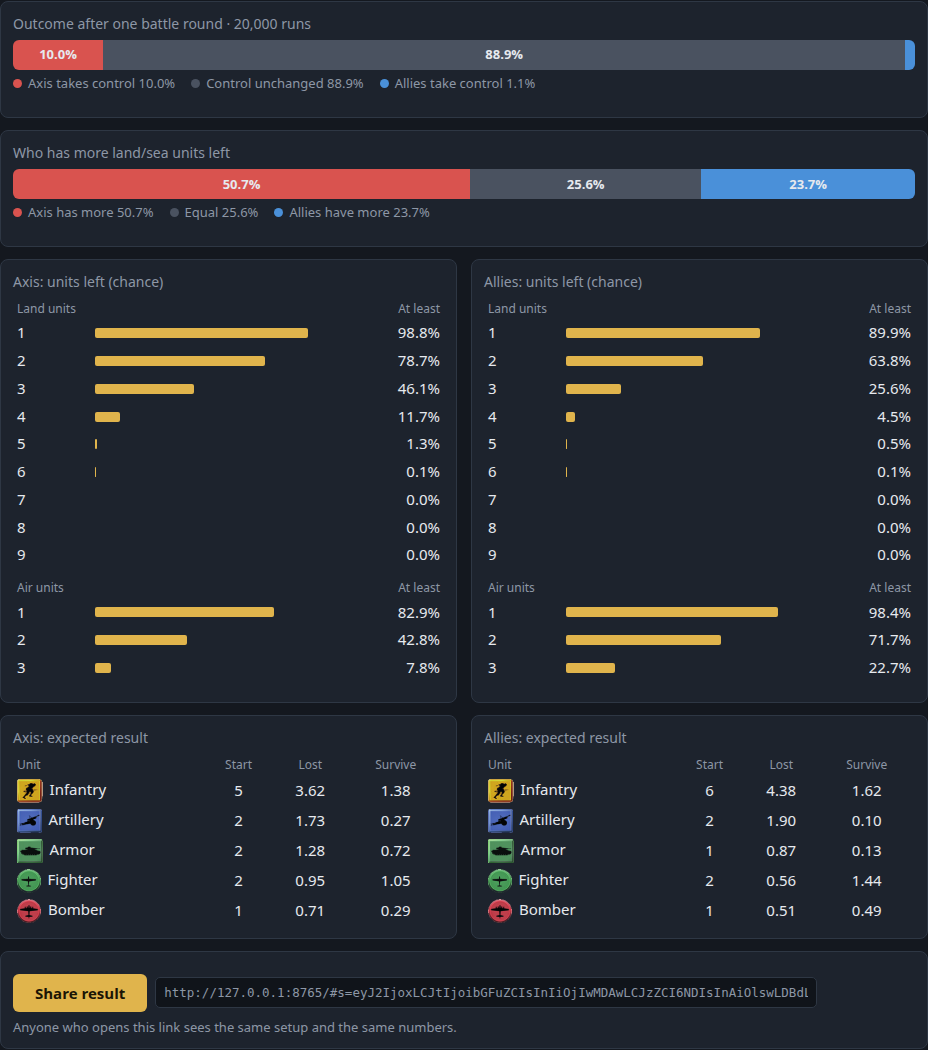 Outcome after one battle round · 20,000 runs
10.0% 88.9%
Axis takes control 10.0% Control unchanged 88.9% Allies take control 1.1%
Who has more land/sea units left
50.7% 25.6% 23.7%
Axis has more 50.7% Equal 25.6% Allies have more 23.7%
Axis: units left (chance)
Land units At least
1 98.8%
2 78.7%
3 46.1%
4 11.7%
5 1.3%
6 0.1%
7 0.0%
8 0.0%
9 0.0%
Air units At least
1 82.9%
2 42.8%
3 7.8%
Allies: units left (chance)
Land units At least
1 89.9%
2 63.8%
3 25.6%
4 4.5%
5 0.5%
6 0.1%
7 0.0%
8 0.0%
9 0.0%
Air units At least
1 98.4%
2 71.7%
3 22.7%
Axis: expected result
Unit Start Lost Survive
Infantry 5 3.62 1.38
Artillery 2 1.73 0.27
Armor 2 1.28 0.72
Fighter 2 0.95 1.05
Bomber 1 0.71 0.29
Allies: expected result
Unit Start Lost Survive
Infantry 6 4.38 1.62
Artillery 2 1.90 0.10
Armor 1 0.87 0.13
Fighter 2 0.56 1.44
Bomber 1 0.51 0.49
Share result http://127.0.0.1:8765/#s=eyJ2IjoxLCJtIjoibGFuZCIsInIiOjIwMDAwLCJzZCI6NDIsInAiOlswLDBdL
Anyone who opens this link sees the same setup and the same numbers.